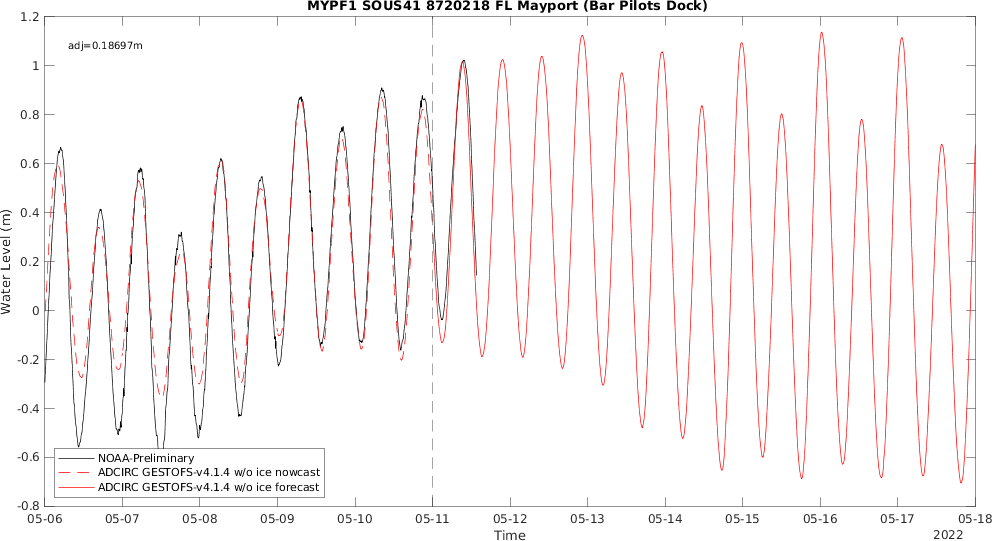 MYPF1 SOUS41 8720218 FL Mayport (Bar Pilots Dock)
adj=0.18697m
1.2
1
0.8
0.6
0.4
0.2
0
-0.2
-0.4
-0.6
-0.8
Water Level (m)
NOAA-Preliminary
ADCIRC GESTOFS-v4.1.4 w/o ice nowcast
ADCIRC GESTOFS-v4.1.4 w/o ice forecast
05-06 05-07 05-08 05-09 05-10 05-11 05-12 05-13 05-14 05-15 05-16 05-17 05-18
Time
2022